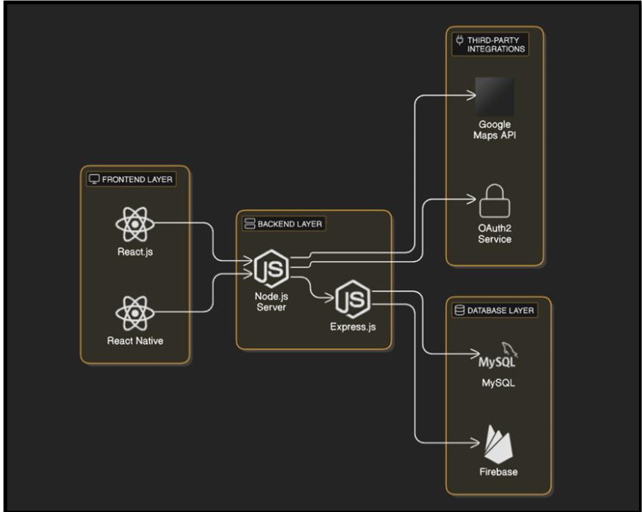 THIRD-PARTY
INTEGRATIONS
Google
Maps API
OAuth2
Service
FRONTEND LAYER
React.js
React Native
BACKEND LAYER
JS
Node.js
Server
JS
Express.js
DATABASE LAYER
MySQL
MySQL
Firebase